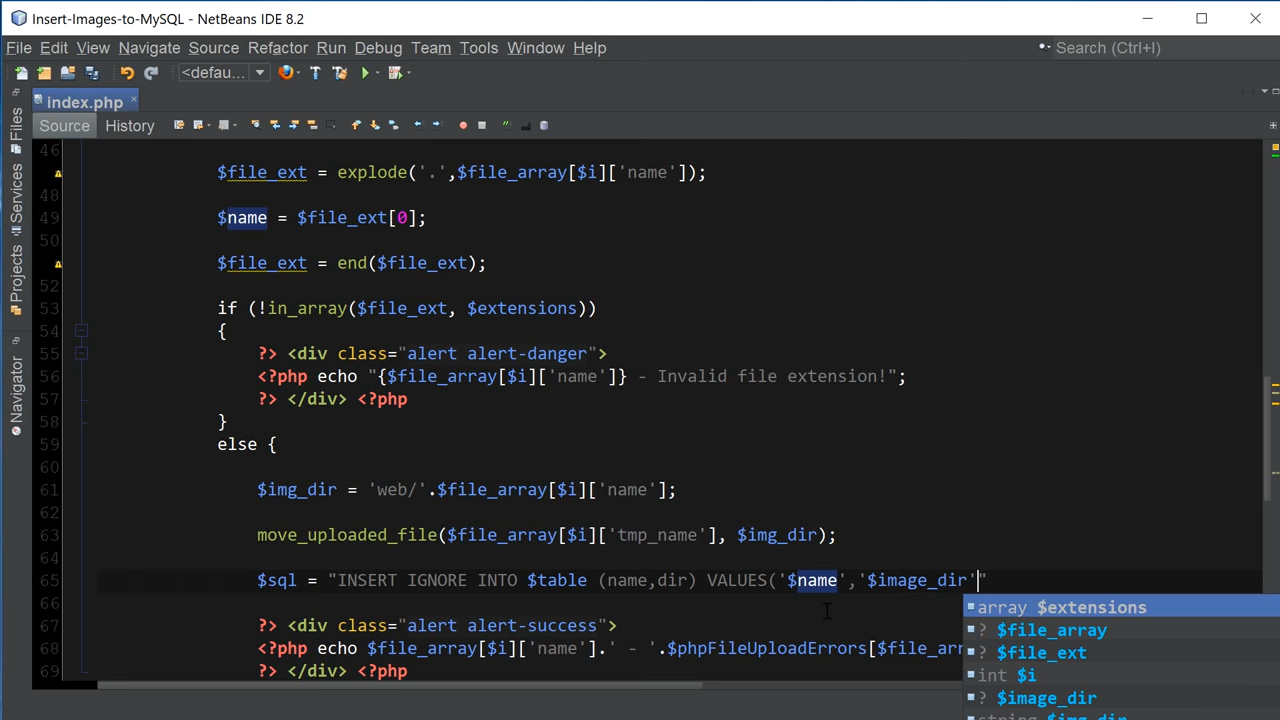 Insert-Images-to-MySQL - NetBeans IDE 8.2
File Edit View Navigate Source Refactor Run Debug Team Tools Window Help Search (Ctrl+I)
<defau...
index.php
Source History
Files
Services
Projects
Navigator
46
$file_ext = explode('.',$file_array[$i]['name']);
48
49 $name = $file_ext[0];
50
$file_ext = end($file_ext);
52
53 if (!in_array($file_ext, $extensions))
54 {
55 ?> <div class="alert alert-danger">
56 <?php echo "{$file_array[$i]['name']} - Invalid file extension!";
57 ?> </div> <?php
58 }
59 else {
60
61 $img_dir = 'web/'.$file_array[$i]['name'];
62
63 move_uploaded_file($file_array[$i]['tmp_name'], $img_dir);
64
65 $sql = "INSERT IGNORE INTO $table (name,dir) VALUES('$name','$image_dir'"
66
67 ?> <div class="alert alert-success">
68 <?php echo $file_array[$i]['name'].' - '.$phpFileUploadErrors[$file_arr
69 ?> </div> <?php
array $extensions
? $file_array
? $file_ext
int $i
? $image_dir
string $img_dir